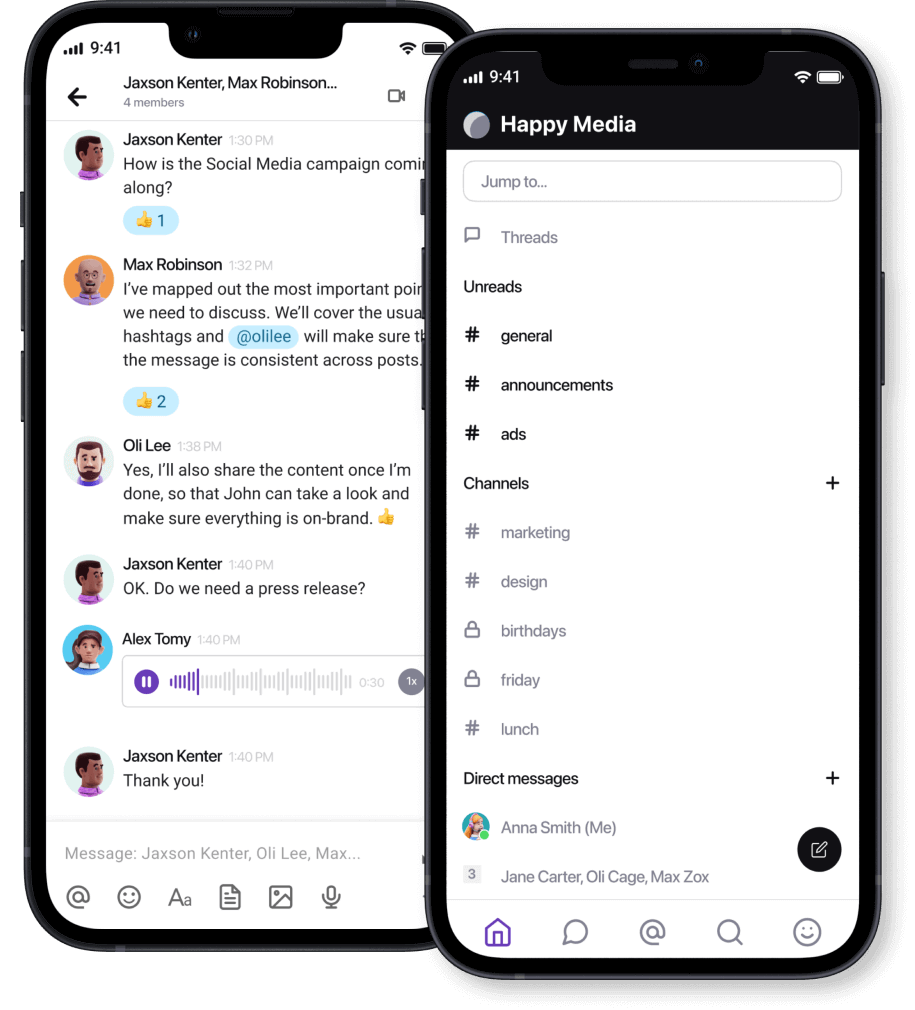 9:41
Jaxson Kenter, Max Robinson...
4 members
Jaxson Kenter 1:30 PM
How is the Social Media campaign comi
along?
👍 1
Max Robinson 1:32 PM
I’ve mapped out the most important poi
we need to discuss. We’ll cover the usua
hashtags and @olilee will make sure t
the message is consistent across posts.
👍 2
Oli Lee 1:38 PM
Yes, I’ll also share the content once I’m
done, so that John can take a look and
make sure everything is on-brand. 👍
Jaxson Kenter 1:40 PM
OK. Do we need a press release?
Alex Tomy 1:40 PM
0:30 1x
Jaxson Kenter 1:40 PM
Thank you!
Message: Jaxson Kenter, Oli Lee, Max...
@ Aa
9:41
Happy Media
Jump to...
Threads
Unreads
# general
# announcements
# ads
Channels +
# marketing
# design
birthdays
friday
# lunch
Direct messages +
Anna Smith (Me)
3 Jane Carter, Oli Cage, Max Zox
@